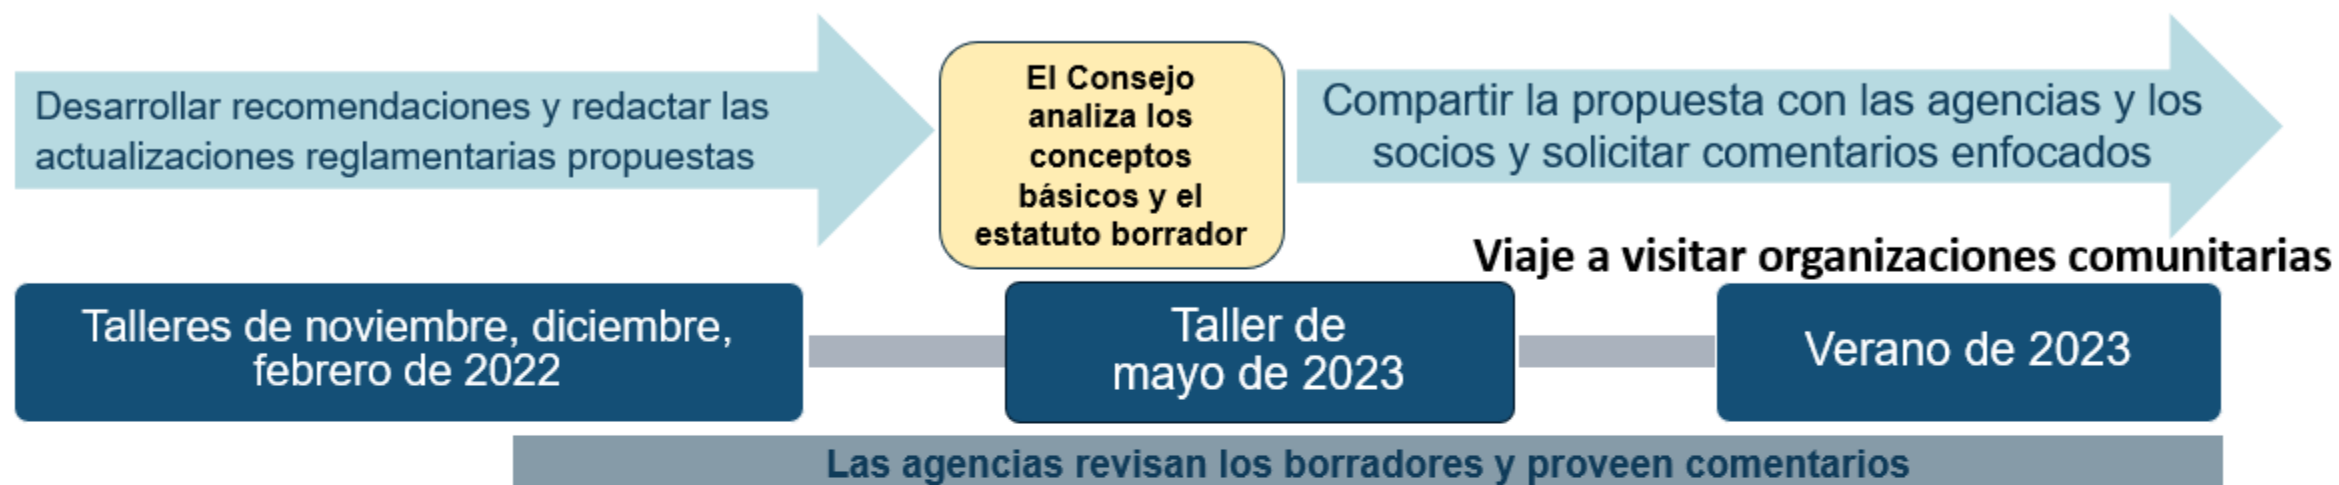 Desarrollar recomendaciones y redactar las
actualizaciones reglamentarias propuestas
El Consejo
analiza los
conceptos
básicos y el
estatuto borrador
Compartir la propuesta con las agencias y los
socios y solicitar comentarios enfocados
Viaje a visitar organizaciones comunitarias
Talleres de noviembre, diciembre,
febrero de 2022
Taller de
mayo de 2023
Verano de 2023
Las agencias revisan los borradores y proveen comentarios